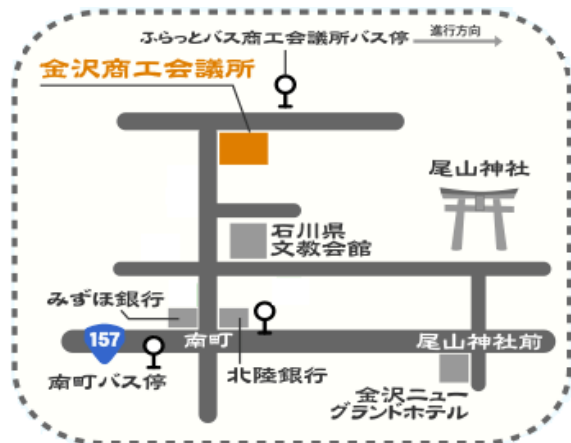 ふらっとバス商工会議所バス停
進行方向
金沢商工会議所
尾山神社
石川県
文教会館
みずほ銀行
157
南町
尾山神社前
南町バス停
北陸銀行
金沢ニュー
グランドホテル